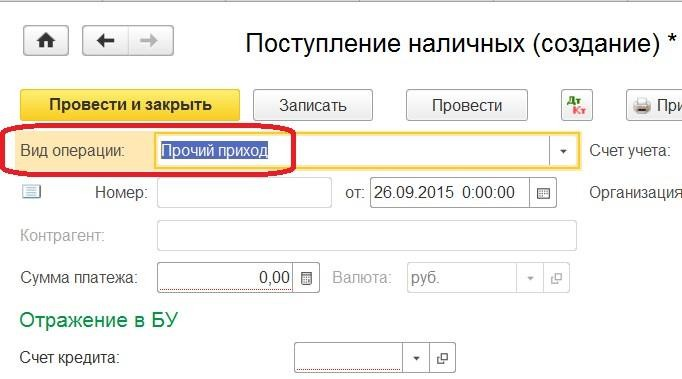 Поступление наличных (создание) *
Провести и закрыть Записать Провести Дт Кт При
Вид операции: Прочий приход Счет учета:
Номер: от: 26.09.2015 0:00:00 Организация
Контрагент:
Сумма платежа: 0,00 Валюта: руб.
Отражение в БУ
Счет кредита: